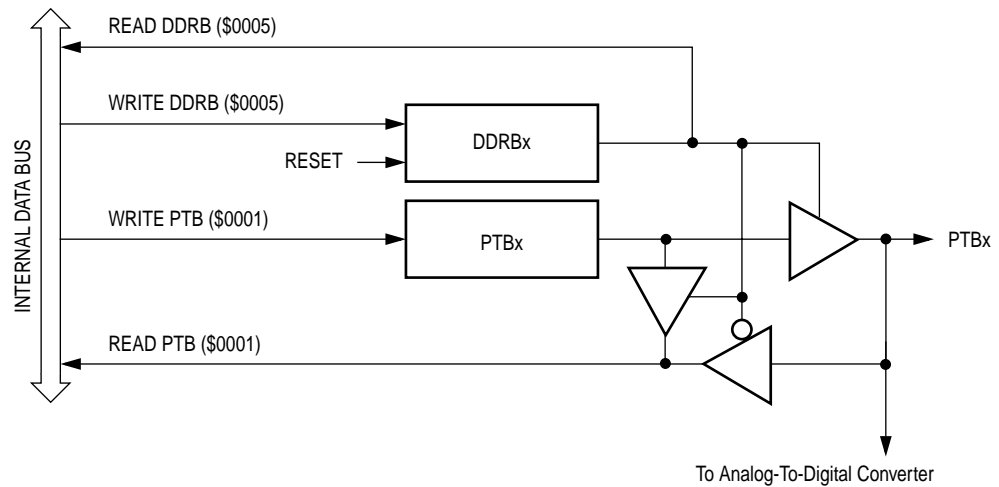 READ DDRB ($0005)
WRITE DDRB ($0005)
DDRBx
RESET
INTERNAL DATA BUS
WRITE PTB ($0001)
PTBx
PTBx
READ PTB ($0001)
To Analog-To-Digital Converter